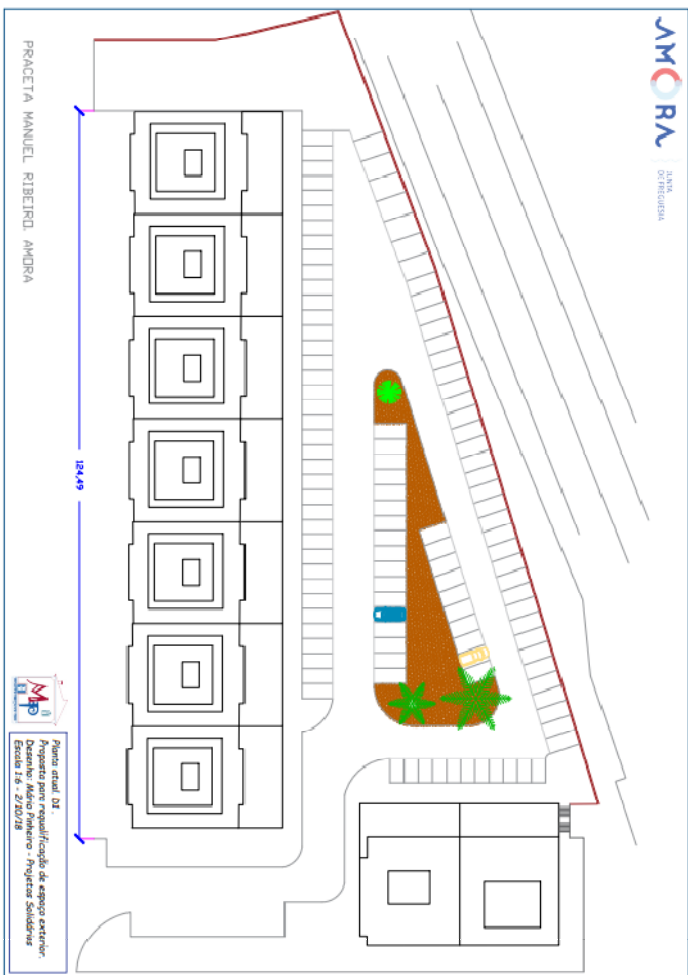 AMORA
JUNTA
DE FREGUESIA
PRACETA MANUEL RIBEIRO. AMORA
124,49
Planta atual. D1 .
Proposta para requalificação de espaço exterior.
Desenho: Mário Pinheiro - Projetos Solidários
Escala 1:6 - 2/10/18